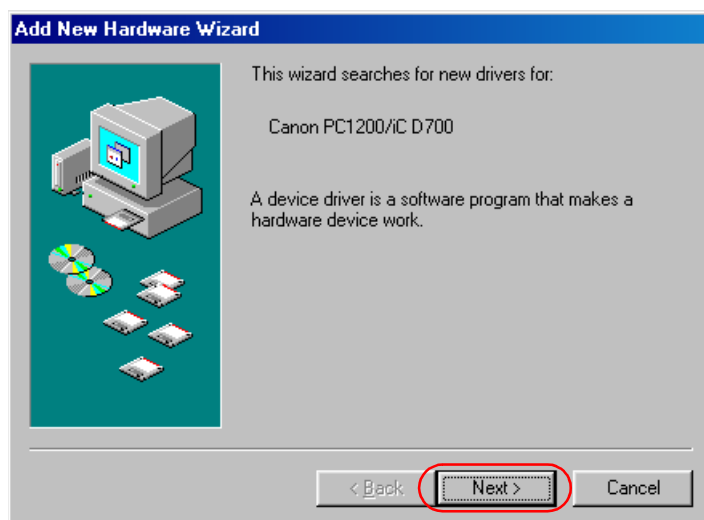 Add New Hardware Wizard
This wizard searches for new drivers for:
Canon PC1200/iC D700
A device driver is a software program that makes a
hardware device work.
< Back
Next >
Cancel